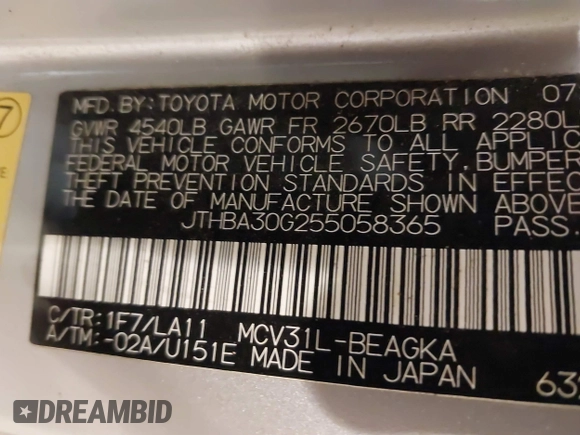 MFD.BY:TOYOTA MOTOR CORPORATION 07
GVWR 4540LB GAWR FR 2670LB RR 2280L
THIS VEHICLE CONFORMS TO ALL APPLIC
FEDERAL MOTOR VEHICLE SAFETY, BUMPER
THEFT PREVENTION STANDARDS IN EFFEC
THE DATE OF MANUFACTURE SHOWN ABOVE
JTHBA30G255058365 PASS.
C/TR: 1F7/LA11 MCV31L-BEAGKA
A/TM: -02A/U151E MADE IN JAPAN 63
DREAMBID